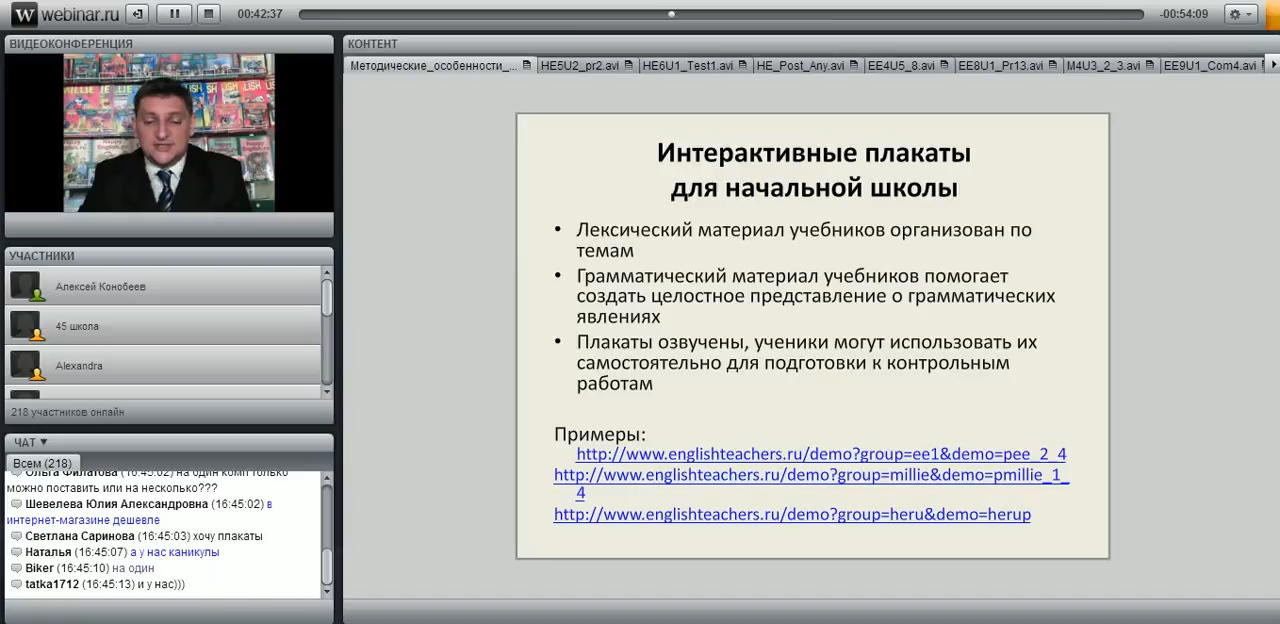 webinar.ru
00:42:37
-00:54:09
ВИДЕОКОНФЕРЕНЦИЯ
КОНТЕНТ
Методические_особенности_...
HE5U2_pr2.avi
HE6U1_Test1.avi
HE_Post_Any.avi
EE4U5_8.avi
EE8U1_Pr13.avi
M4U3_2_3.avi
EE9U1_Com4.avi
УЧАСТНИКИ
Алексей Конобеев
45 школа
Alexandra
218 участников онлайн
ЧАТ
Всем (218)
Ольга Филатова (16:45:02) на один комп только
можно поставить или на несколько???
Шевелева Юлия Александровна (16:45:02) в
интернет-магазине дешевле
Светлана Саринова (16:45:03) хочу плакаты
Наталья (16:45:07) а у нас каникулы
Biker (16:45:10) на один
tatka1712 (16:45:13) и у нас)))
Интерактивные плакаты
для начальной школы
• Лексический материал учебников организован по
темам
• Грамматический материал учебников помогает
создать целостное представление о грамматических
явлениях
• Плакаты озвучены, ученики могут использовать их
самостоятельно для подготовки к контрольным
работам
Примеры:
http://www.englishteachers.ru/demo?group=ee1&demo=pee_2_4
http://www.englishteachers.ru/demo?group=millie&demo=pmillie_1_
4
http://www.englishteachers.ru/demo?group=heru&demo=herup